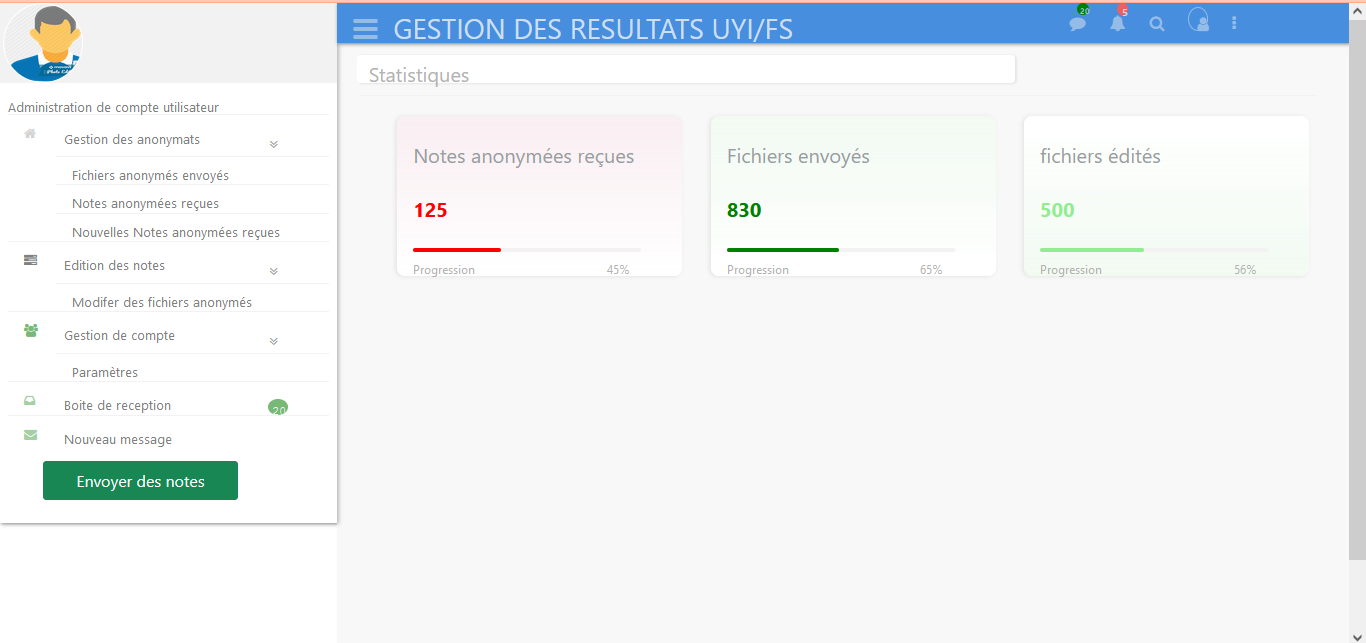 GESTION DES RESULTATS UYI/FS
20
5
Administration de compte utilisateur
Gestion des anonymats
Fichiers anonymés envoyés
Notes anonymées reçues
Nouvelles Notes anonymées reçues
Edition des notes
Modifer des fichiers anonymés
Gestion de compte
Paramètres
Boite de reception
20
Nouveau message
Envoyer des notes
Statistiques
Notes anonymées reçues
125
Progression 45%
Fichiers envoyés
830
Progression 65%
fichiers édités
500
Progression 56%